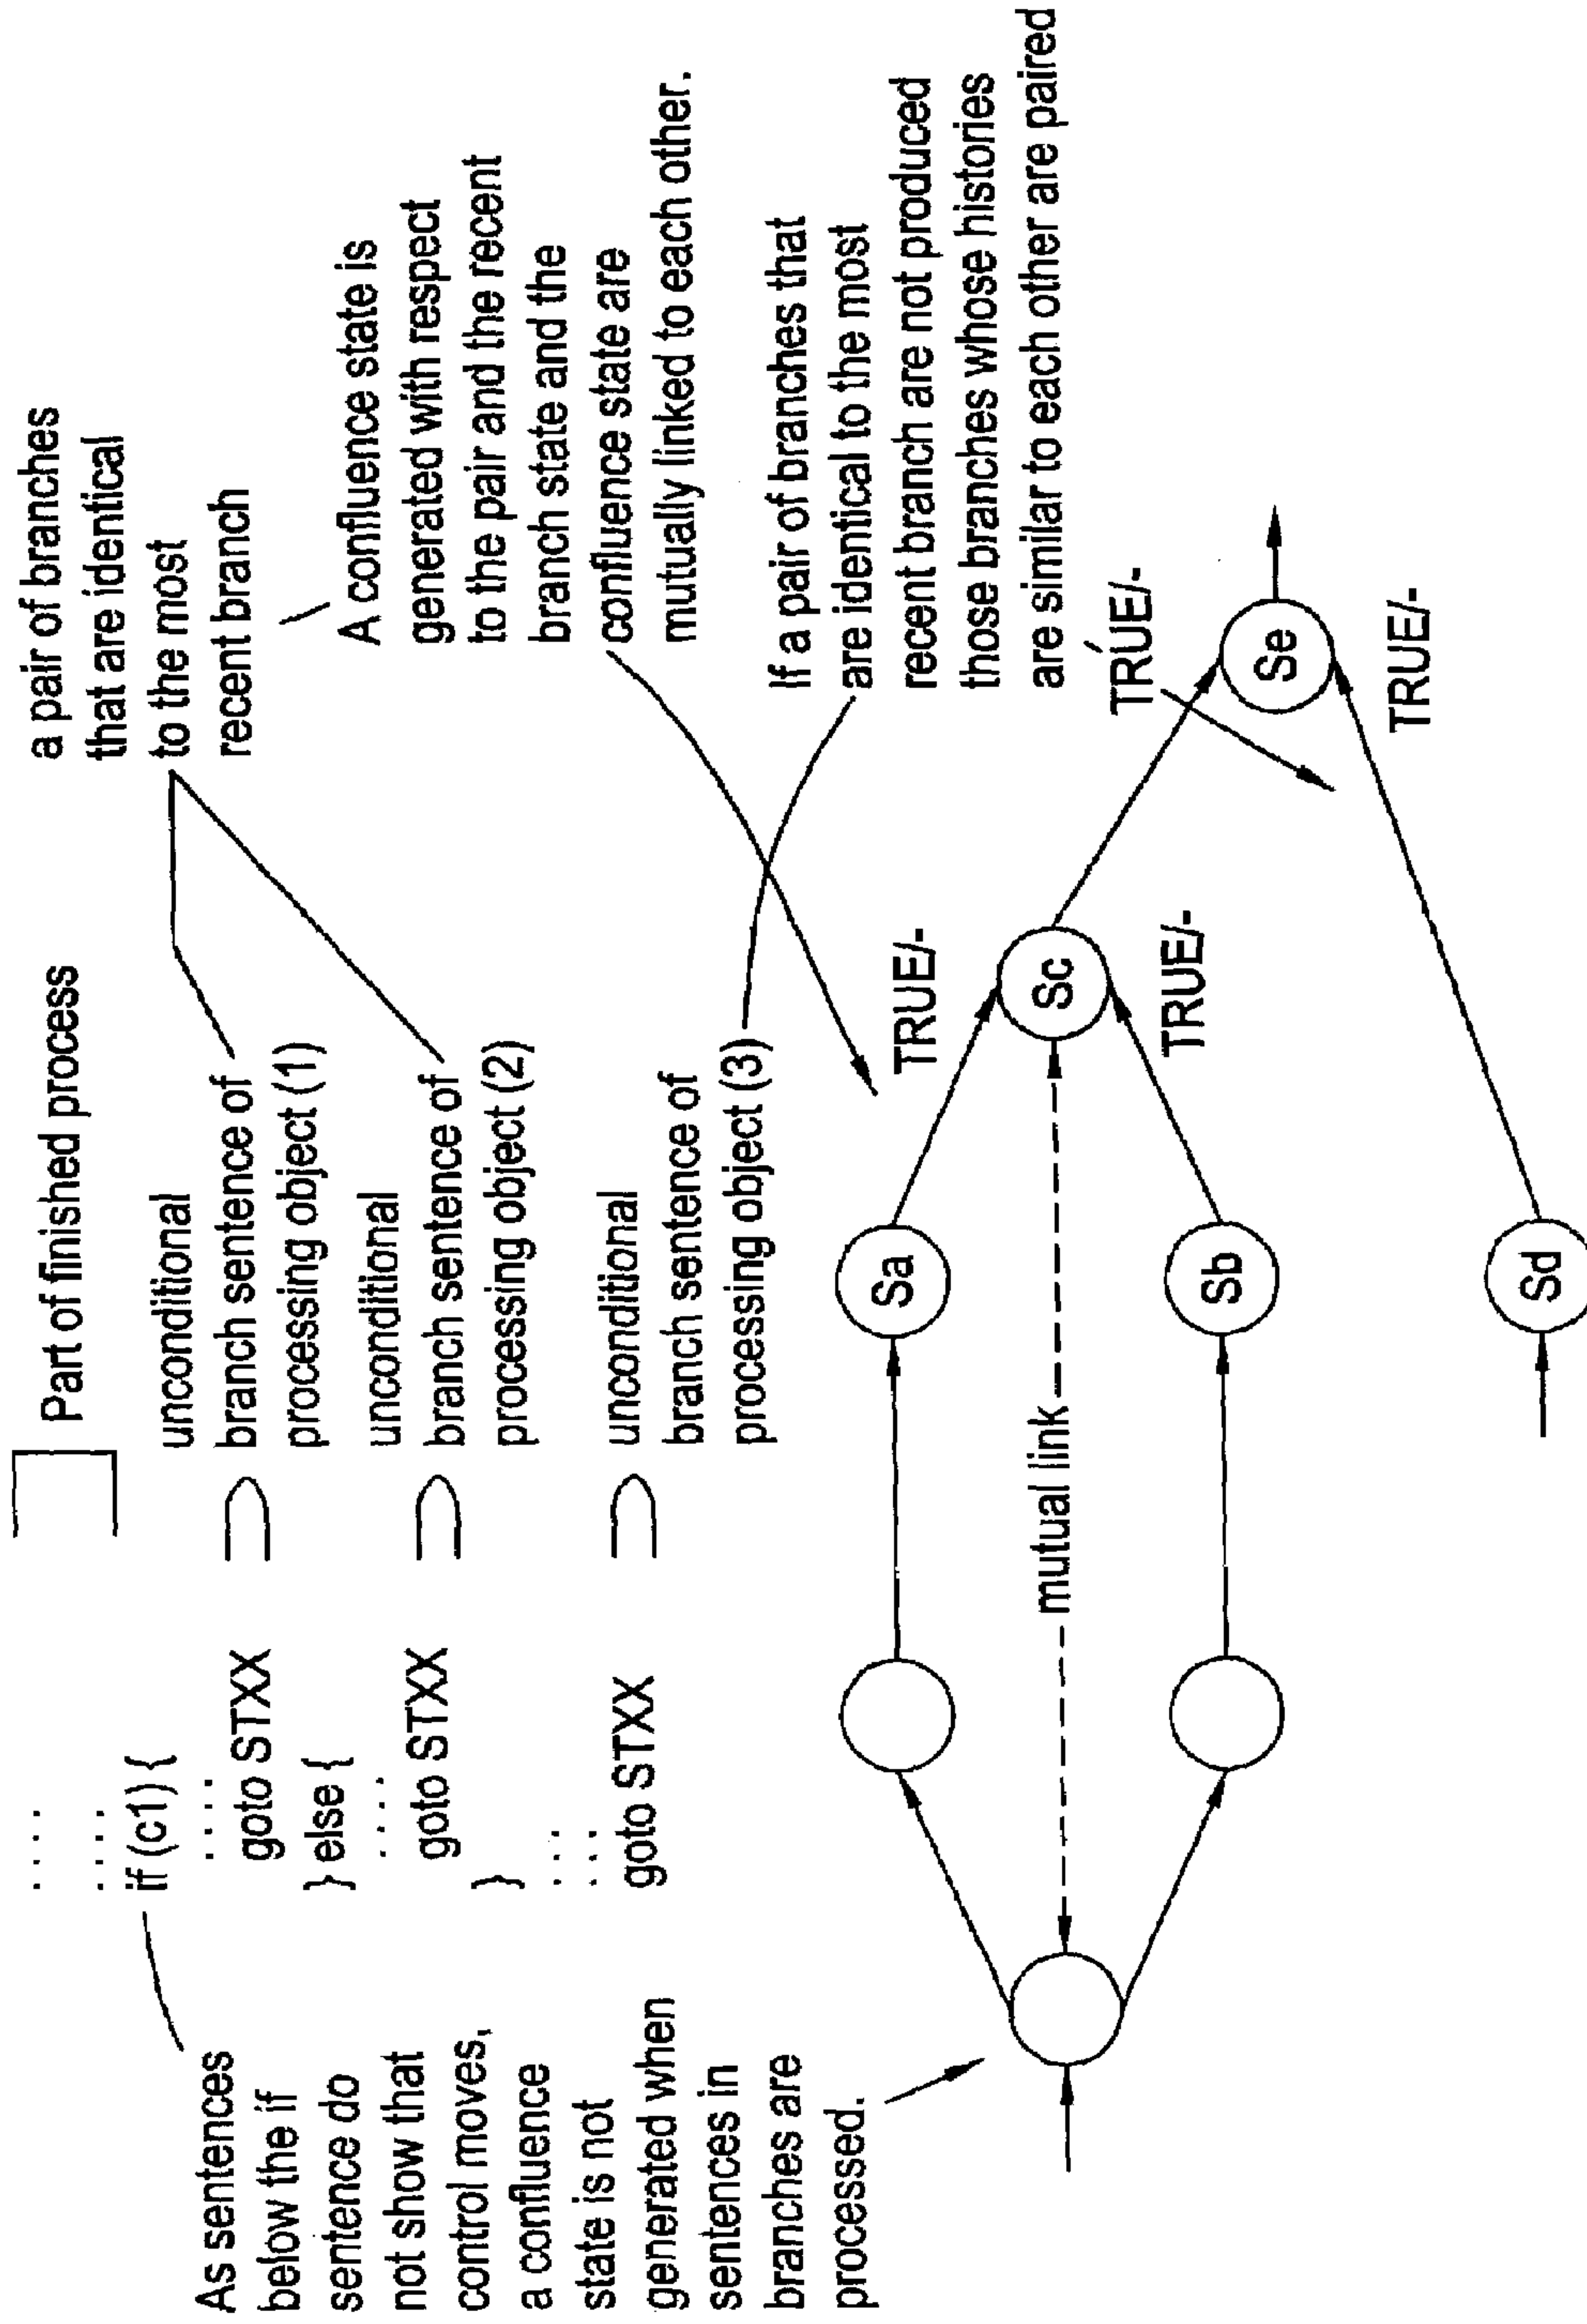 . . . .
. . . .
if (c1) {
. . . .
goto STXX
} else {
. . . .
goto STXX
}
. . .
. . .
goto STXX
Part of finished process
unconditional
branch sentence of
processing object (1)
unconditional
branch sentence of
processing object (2)
unconditional
branch sentence of
processing object (3)
a pair of branches
that are identical
to the most
recent branch
A confluence state is
generated with respect
to the pair and the recent
branch state and the
confluence state are
mutually linked to each other.
If a pair of branches that
are identical to the most
recent branch are not produced
those branches whose histories
are similar to each other are paired
As sentences
below the if
sentence do
not show that
control moves,
a confluence
state is not
generated when
sentences in
branches are
processed.
Sa
TRUE/-
mutual link
Sc
Sb
TRUE/-
TRUE/-
Se
Sd
TRUE/-